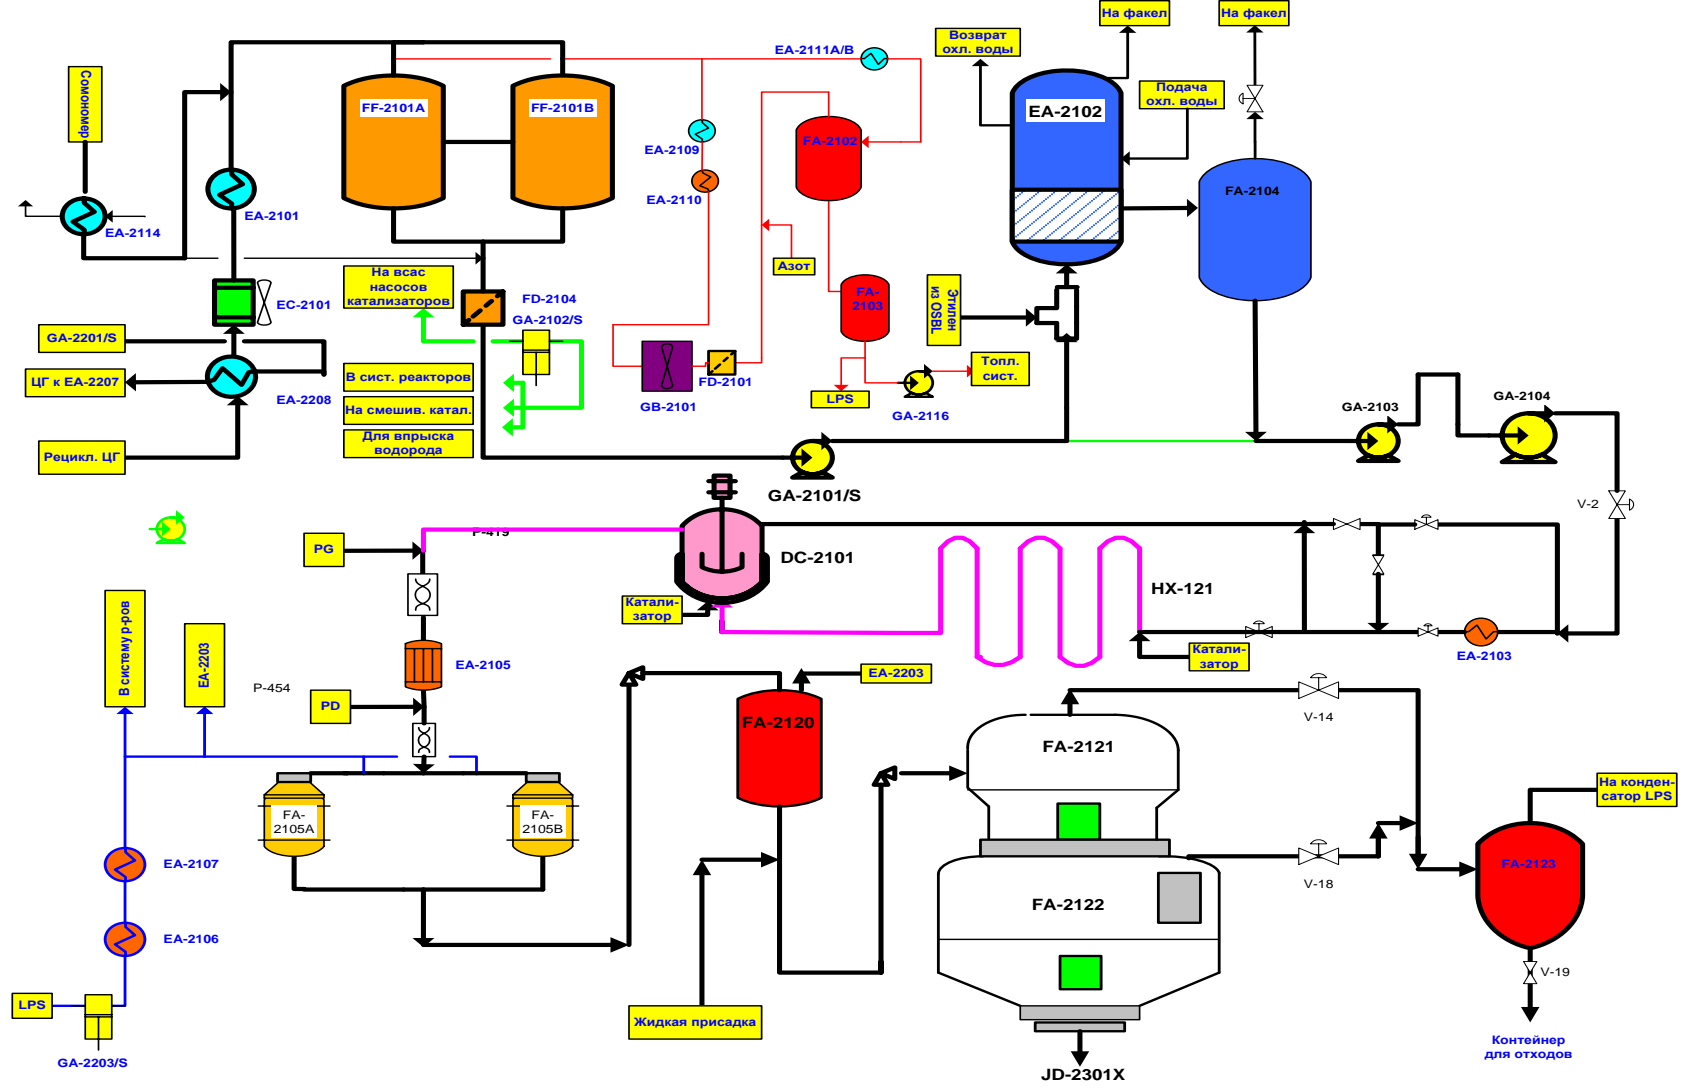 На факел
На факел
Возврат
охл. воды
EA-2111A/B
Сомономер
FF-2101A
FF-2101B
EA-2102
Подача
охл. воды
EA-2109
FA-2102
EA-2110
FA-2104
EA-2101
EA-2114
Азот
На всас
насосов
катализаторов
FD-2104
GA-2102/S
EC-2101
FA-
2103
Этилен
из OSBL
GA-2201/S
ЦГ к EA-2207
EA-2208
В сист. реакторов
На смешив. катал.
Для впрыска
водорода
FD-2101
GB-2101
Топл.
сист.
LPS
GA-2116
GA-2103
GA-2104
Рецикл. ЦГ
GA-2101/S
V-2
P-419
PG
DC-2101
HX-121
Катали-
затор
Катали-
затор
EA-2103
В систему р-ров
EA-2203
EA-2105
P-454
PD
EA-2203
FA-2120
FA-2121
V-14
На конден-
сатор LPS
FA-
2105A
FA-
2105B
EA-2107
FA-2123
V-18
FA-2122
EA-2106
V-19
LPS
Жидкая присадка
GA-2203/S
Контейнер
для отходов
JD-2301X